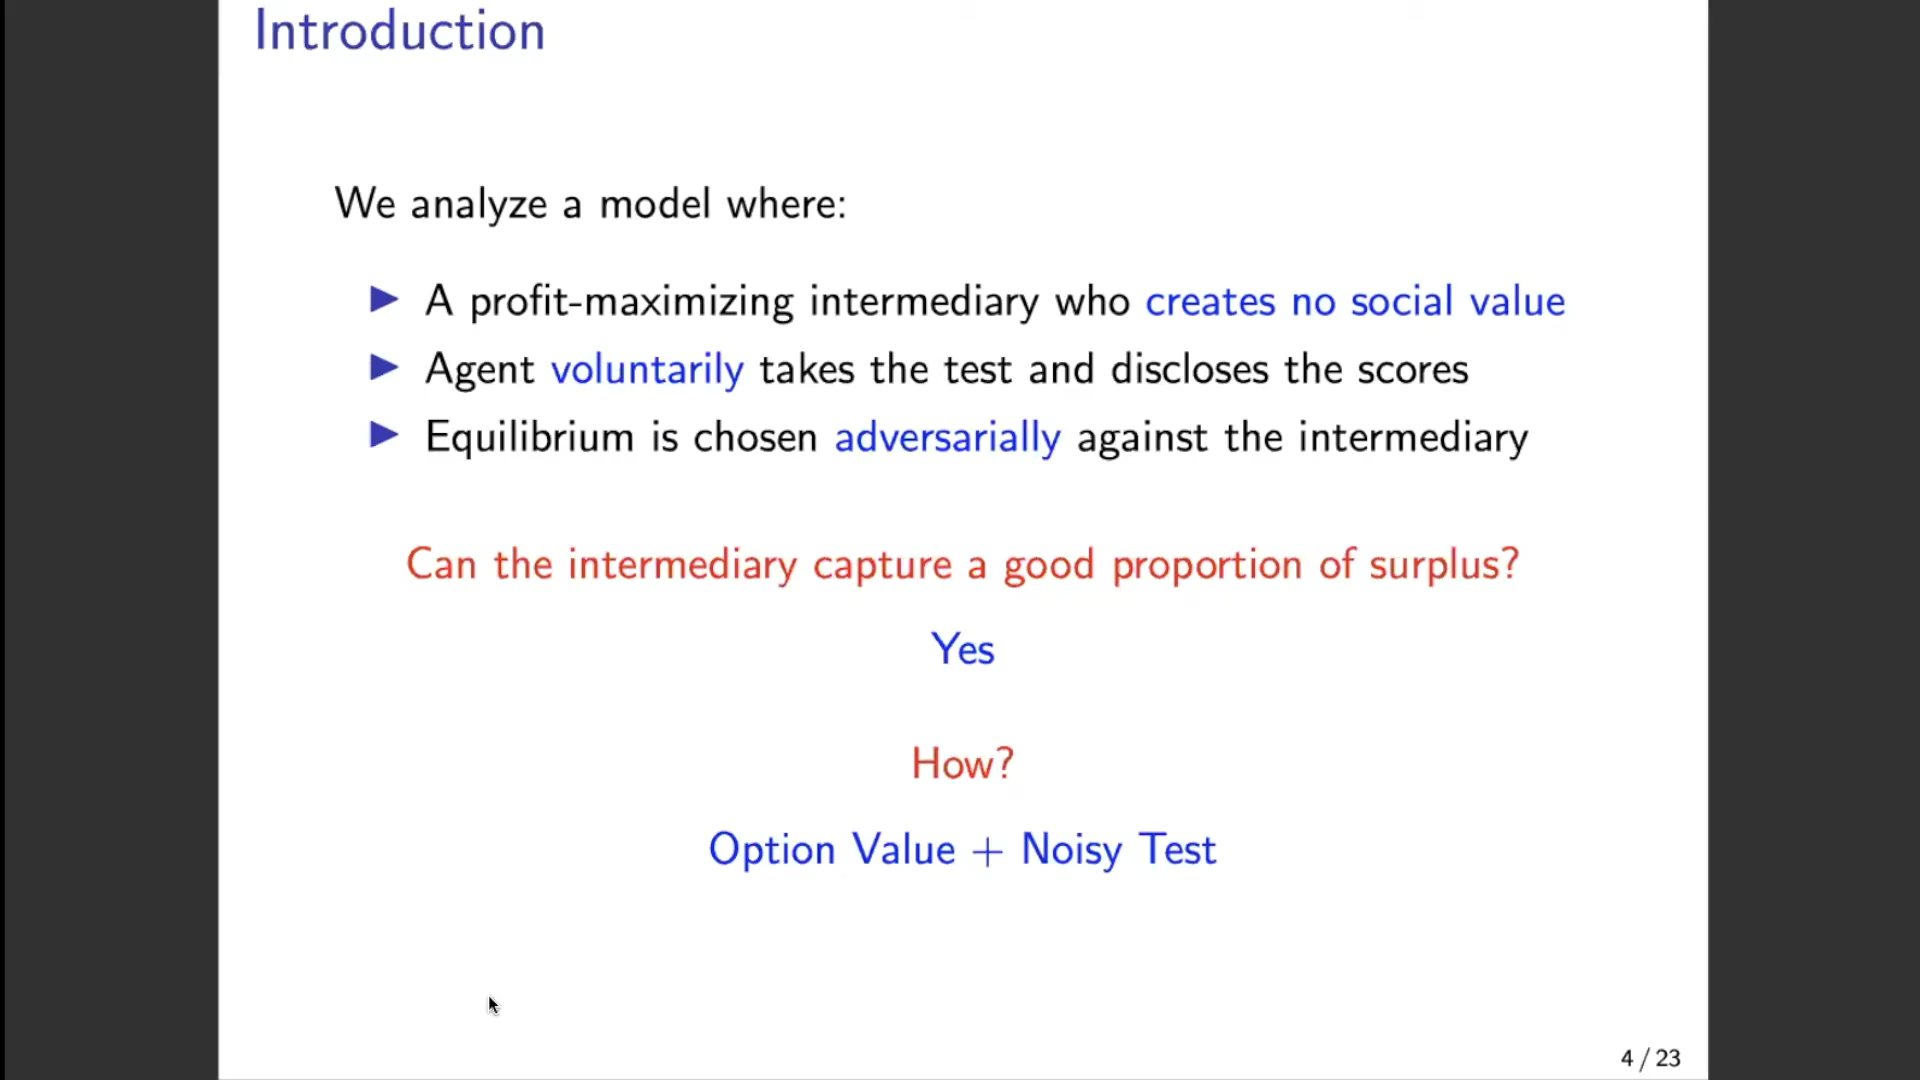 Introduction
We analyze a model where:
▶ A profit-maximizing intermediary who creates no social value
▶ Agent voluntarily takes the test and discloses the scores
▶ Equilibrium is chosen adversarially against the intermediary
Can the intermediary capture a good proportion of surplus?
Yes
How?
Option Value + Noisy Test
4 / 23